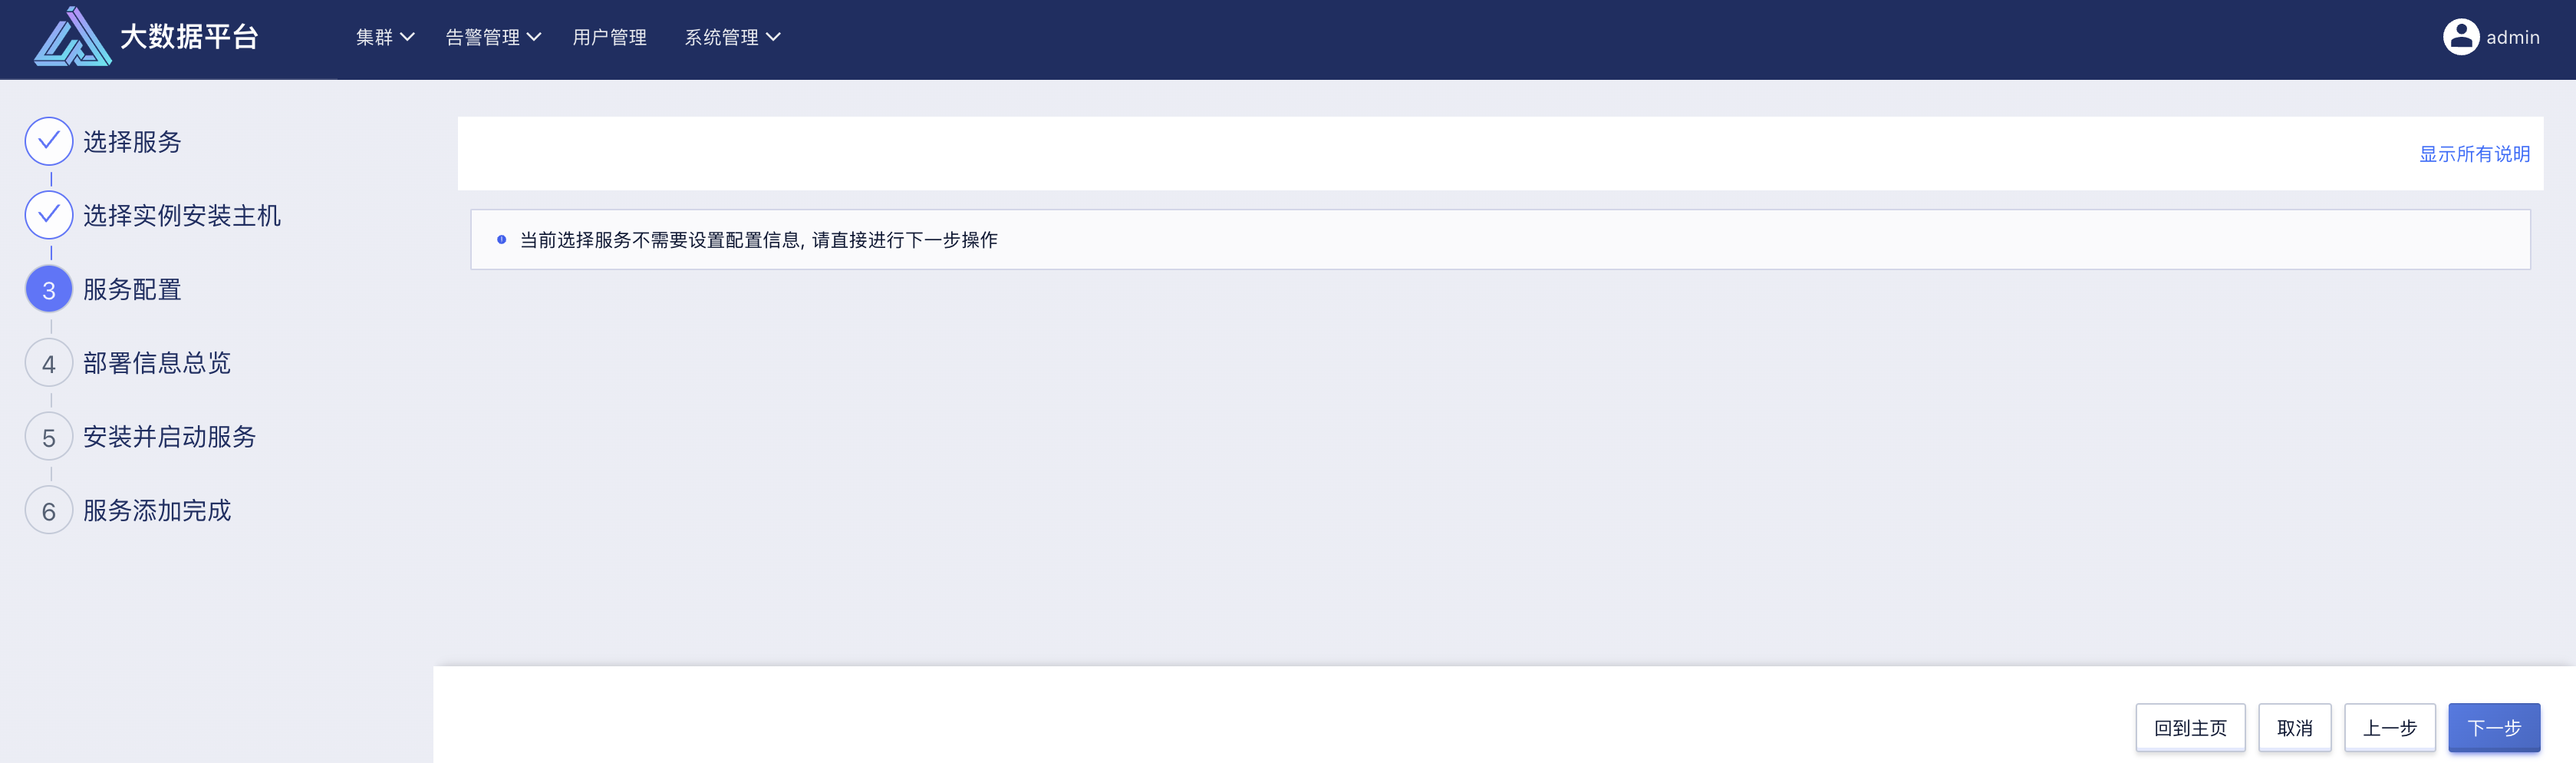 大数据平台
集群 告警管理 用户管理 系统管理
admin
选择服务
选择实例安装主机
3 服务配置
4 部署信息总览
5 安装并启动服务
6 服务添加完成
显示所有说明
当前选择服务不需要设置配置信息, 请直接进行下一步操作
回到主页 取消 上一步 下一步